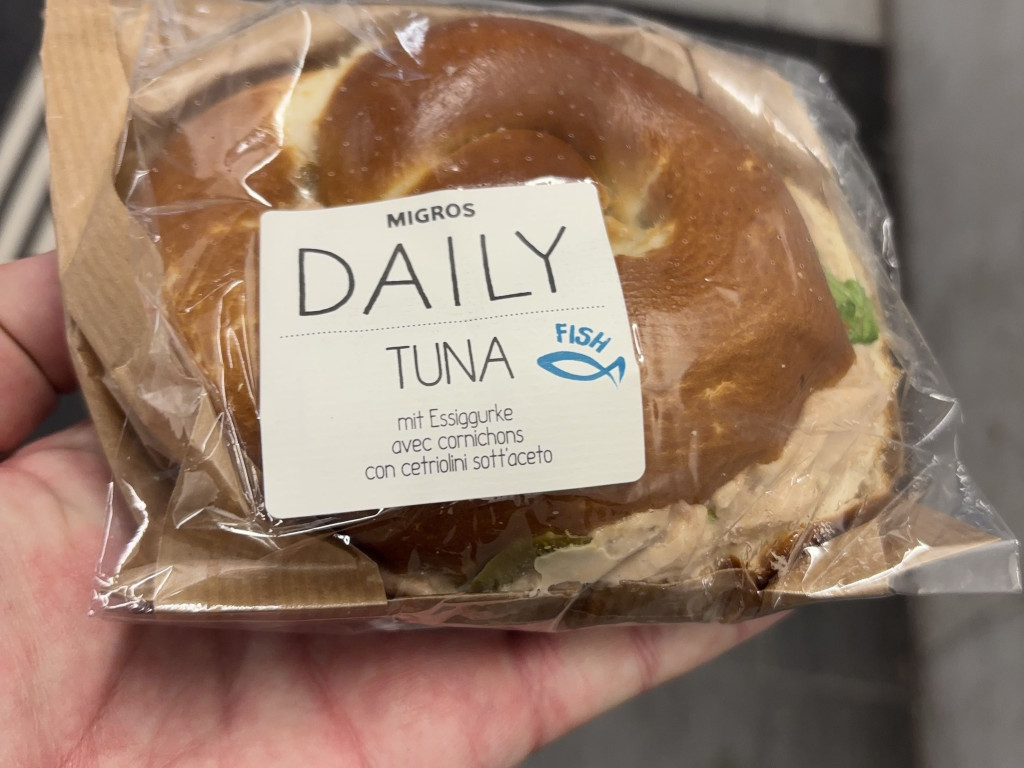 MIGROS
DAILY
TUNA
FISH
mit Essiggurke
avec cornichons
con cetriolini sott'aceto